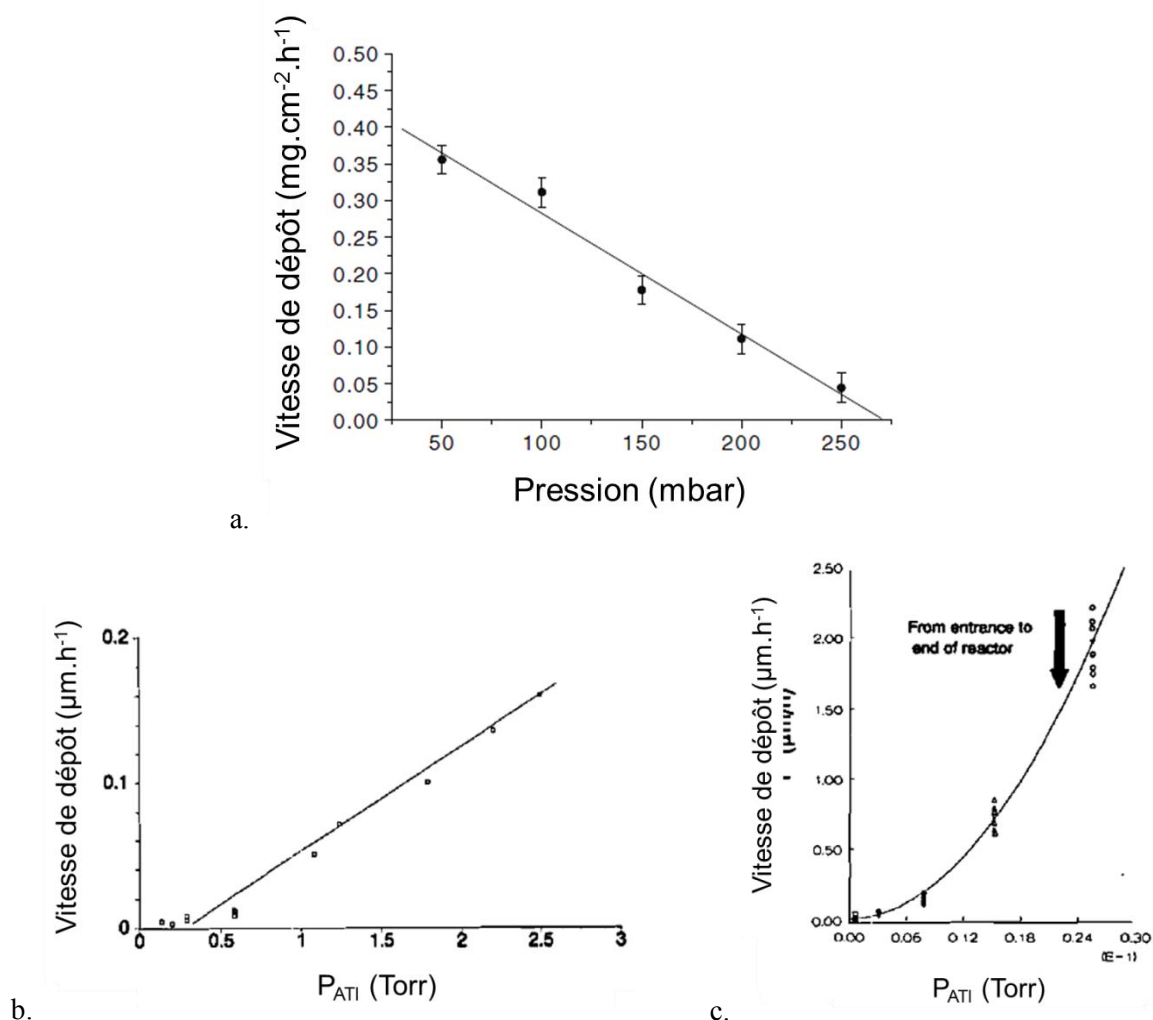 Vitesse de dépôt (mg.cm-2.h-1)
0.50
0.45
0.40
0.35
0.30
0.25
0.20
0.15
0.10
0.05
0.00
50 100 150 200 250
Pression (mbar)
a.
Vitesse de dépôt (µm.h-1)
0.2
0.1
0
0 0.5 1 1.5 2 2.5 3
PATI (Torr)
b.
Vitesse de dépôt (µm.h-1)
2.50
2.00
1.50
1.00
0.50
0.00
From entrance to
end of reactor
0.00 0.06 0.12 0.18 0.24 0.30
(E-1)
PATI (Torr)
c.